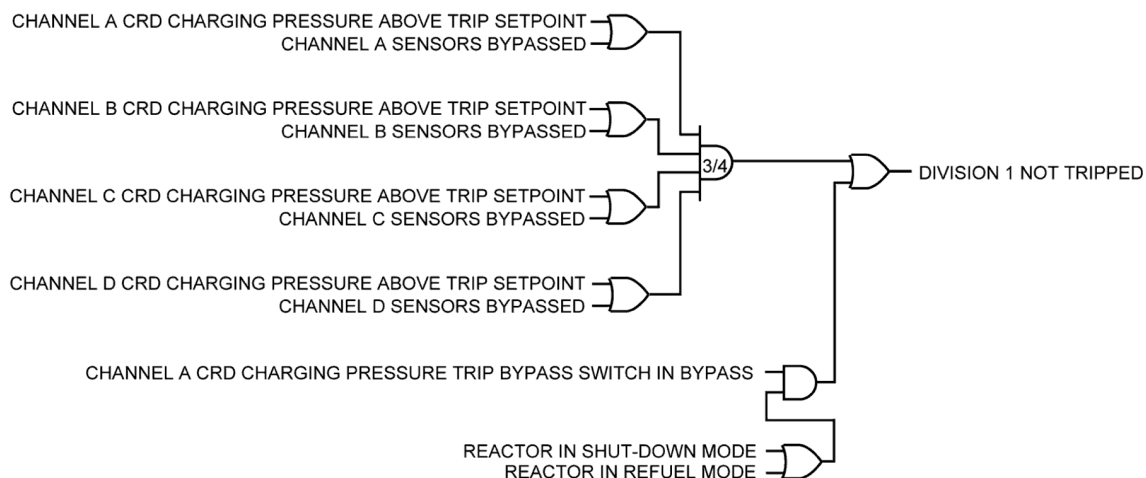 CHANNEL A CRD CHARGING PRESSURE ABOVE TRIP SETPOINT
CHANNEL A SENSORS BYPASSED
CHANNEL B CRD CHARGING PRESSURE ABOVE TRIP SETPOINT
CHANNEL B SENSORS BYPASSED
3/4
DIVISION 1 NOT TRIPPED
CHANNEL C CRD CHARGING PRESSURE ABOVE TRIP SETPOINT
CHANNEL C SENSORS BYPASSED
CHANNEL D CRD CHARGING PRESSURE ABOVE TRIP SETPOINT
CHANNEL D SENSORS BYPASSED
CHANNEL A CRD CHARGING PRESSURE TRIP BYPASS SWITCH IN BYPASS
REACTOR IN SHUT-DOWN MODE
REACTOR IN REFUEL MODE